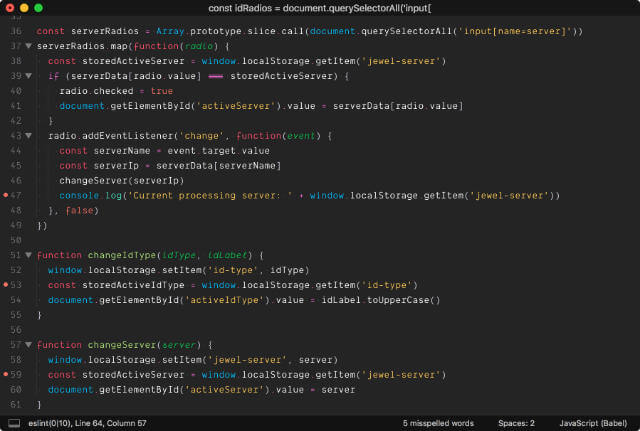 const idRadios = document.querySelectorAll('input[
36 const serverRadios = Array.prototype.slice.call(document.querySelectorAll('input[name=server]'))
37 serverRadios.map(function(radio) {
38 const storedActiveServer = window.localStorage.getItem('jewel-server')
39 if (serverData[radio.value] === storedActiveServer) {
40 radio.checked = true
41 document.getElementById('activeServer').value = serverData[radio.value]
42 }
43 radio.addEventListener('change', function(event) {
44 const serverName = event.target.value
45 const serverIp = serverData[serverName]
46 changeServer(serverIp)
47 console.log('Current processing server: ' + window.localStorage.getItem('jewel-server'))
48 }, false)
49 })
50
51 function changeIdType(idType, idLabel) {
52 window.localStorage.setItem('id-type', idType)
53 const storedActiveIdType = window.localStorage.getItem('id-type')
54 document.getElementById('activeIdType').value = idLabel.toUpperCase()
55 }
56
57 function changeServer(server) {
58 window.localStorage.setItem('jewel-server', server)
59 const storedActiveServer = window.localStorage.getItem('jewel-server')
60 document.getElementById('activeServer').value = server
61 }
eslint(0|10), Line 64, Column 57 5 misspelled words Spaces: 2 JavaScript (Babel)